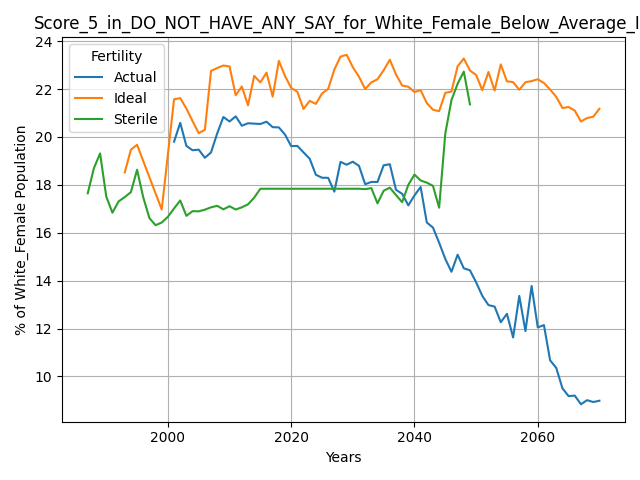 Score_5_in_DO_NOT_HAVE_ANY_SAY_for_White_Female_Below_Average_I
24
22
20
18
16
14
12
10
% of White_Female Population
Fertility
Actual
Ideal
Sterile
2000
2020
2040
2060
Years